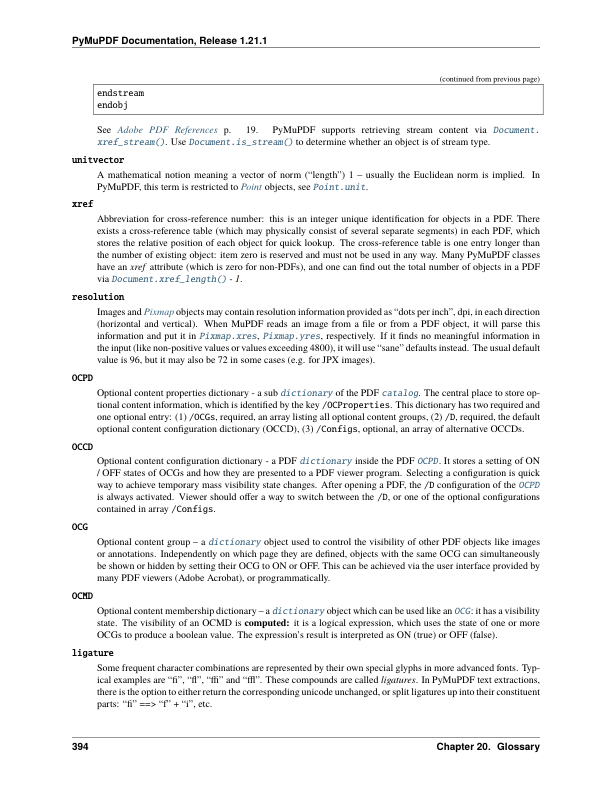 PyMuPDF Documentation, Release 1.21.1
(continued from previous page)
endstream
endobj
See Adobe PDF References p. 19. PyMuPDF supports retrieving stream content via Document.
xref_stream(). Use Document.is_stream() to determine whether an object is of stream type.
unitvector
A mathematical notion meaning a vector of norm (“length”) 1 – usually the Euclidean norm is implied. In
PyMuPDF, this term is restricted to Point objects, see Point.unit.
xref
Abbreviation for cross-reference number: this is an integer unique identification for objects in a PDF. There
exists a cross-reference table (which may physically consist of several separate segments) in each PDF, which
stores the relative position of each object for quick lookup. The cross-reference table is one entry longer than
the number of existing object: item zero is reserved and must not be used in any way. Many PyMuPDF classes
have an xref attribute (which is zero for non-PDFs), and one can find out the total number of objects in a PDF
via Document.xref_length() - 1.
resolution
Images and Pixmap objects may contain resolution information provided as “dots per inch”, dpi, in each direction
(horizontal and vertical). When MuPDF reads an image from a file or from a PDF object, it will parse this
information and put it in Pixmap.xres, Pixmap.yres, respectively. If it finds no meaningful information in
the input (like non-positive values or values exceeding 4800), it will use “sane” defaults instead. The usual default
value is 96, but it may also be 72 in some cases (e.g. for JPX images).
OCPD
Optional content properties dictionary - a sub dictionary of the PDF catalog. The central place to store op-
tional content information, which is identified by the key /OCProperties. This dictionary has two required and
one optional entry: (1) /OCGs, required, an array listing all optional content groups, (2) /D, required, the default
optional content configuration dictionary (OCCD), (3) /Configs, optional, an array of alternative OCCDs.
OCCD
Optional content configuration dictionary - a PDF dictionary inside the PDF OCPD. It stores a setting of ON
/ OFF states of OCGs and how they are presented to a PDF viewer program. Selecting a configuration is quick
way to achieve temporary mass visibility state changes. After opening a PDF, the /D configuration of the OCPD
is always activated. Viewer should offer a way to switch between the /D, or one of the optional configurations
contained in array /Configs.
OCG
Optional content group – a dictionary object used to control the visibility of other PDF objects like images
or annotations. Independently on which page they are defined, objects with the same OCG can simultaneously
be shown or hidden by setting their OCG to ON or OFF. This can be achieved via the user interface provided by
many PDF viewers (Adobe Acrobat), or programmatically.
OCMD
Optional content membership dictionary – a dictionary object which can be used like an OCG: it has a visibility
state. The visibility of an OCMD is computed: it is a logical expression, which uses the state of one or more
OCGs to produce a boolean value. The expression’s result is interpreted as ON (true) or OFF (false).
ligature
Some frequent character combinations are represented by their own special glyphs in more advanced fonts. Typ-
ical examples are “fi”, “fl”, “ffi” and “ffl”. These compounds are called ligatures. In PyMuPDF text extractions,
there is the option to either return the corresponding unicode unchanged, or split ligatures up into their constituent
parts: “fi” ==> “f” + “i”, etc.
394
Chapter 20. Glossary